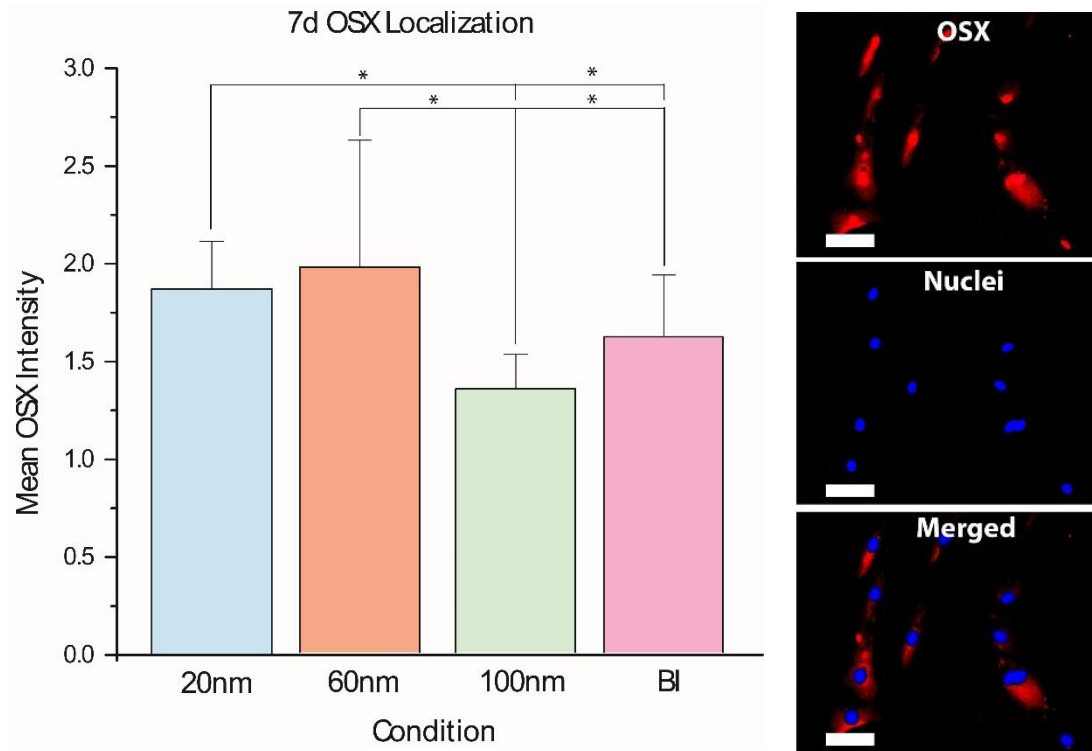 7d OSX Localization
3.0
2.5
2.0
1.5
1.0
0.5
0.0
Mean OSX Intensity
*
*
*
*
20nm
60nm
100nm
BI
Condition
OSX
Nuclei
Merged